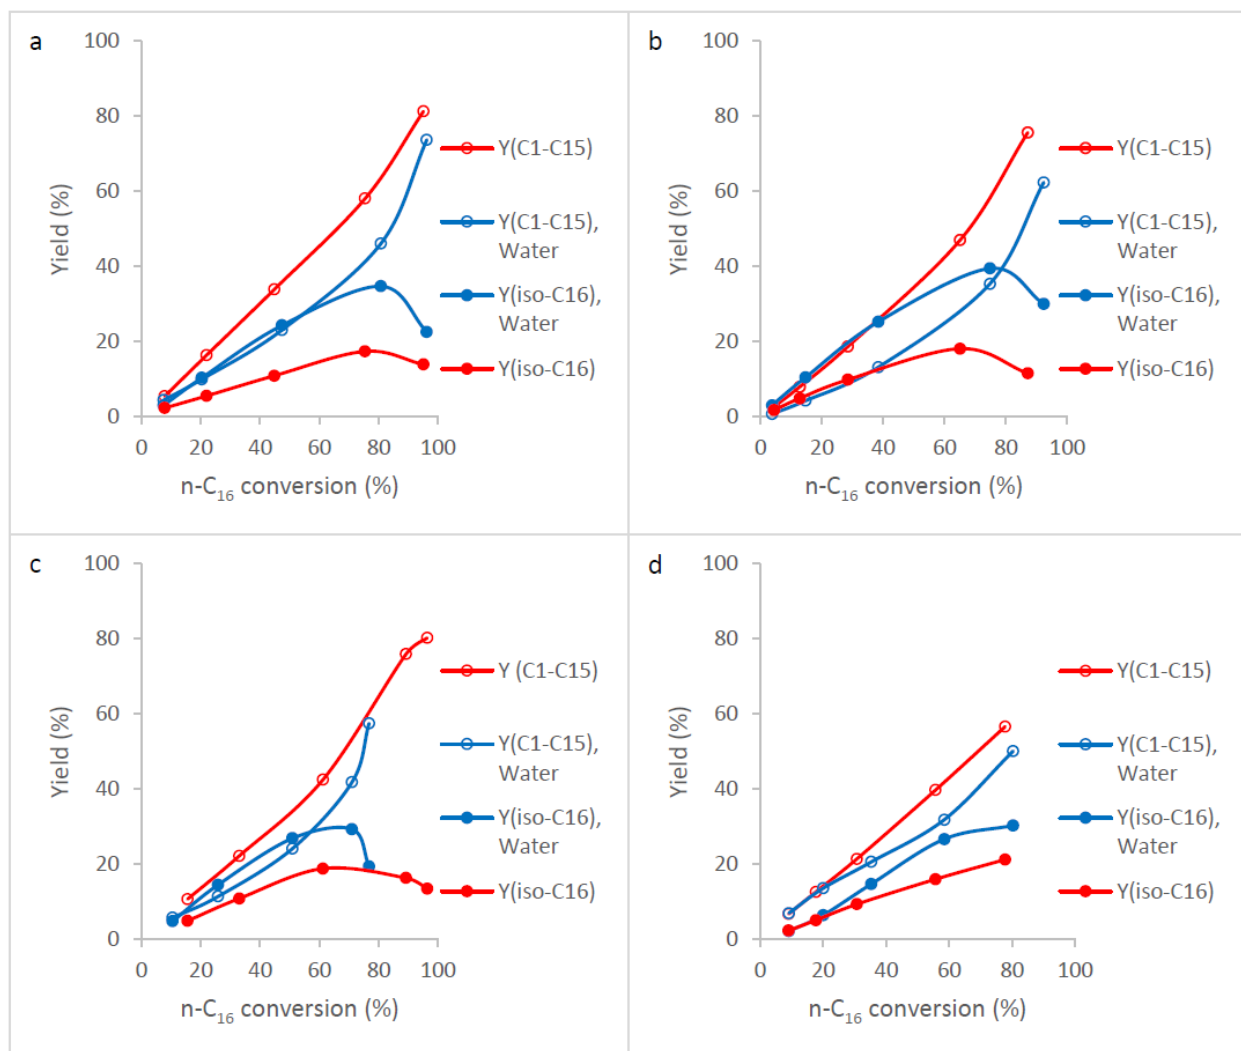 a
100
80
60
40
20
0
Yield (%)
0 20 40 60 80 100
n-C₁₆ conversion (%)
Y(C1-C15)
Y(C1-C15),
Water
Y(iso-C16),
Water
Y(iso-C16)
b
100
80
60
40
20
0
Yield (%)
0 20 40 60 80 100
n-C₁₆ conversion (%)
Y(C1-C15)
Y(C1-C15),
Water
Y(iso-C16),
Water
Y(iso-C16)
c
100
80
60
40
20
0
Yield (%)
0 20 40 60 80 100
n-C₁₆ conversion (%)
Y (C1-C15)
Y(C1-C15),
Water
Y(iso-C16),
Water
Y(iso-C16)
d
100
80
60
40
20
0
Yield (%)
0 20 40 60 80 100
n-C₁₆ conversion (%)
Y(C1-C15)
Y(C1-C15),
Water
Y(iso-C16),
Water
Y(iso-C16)